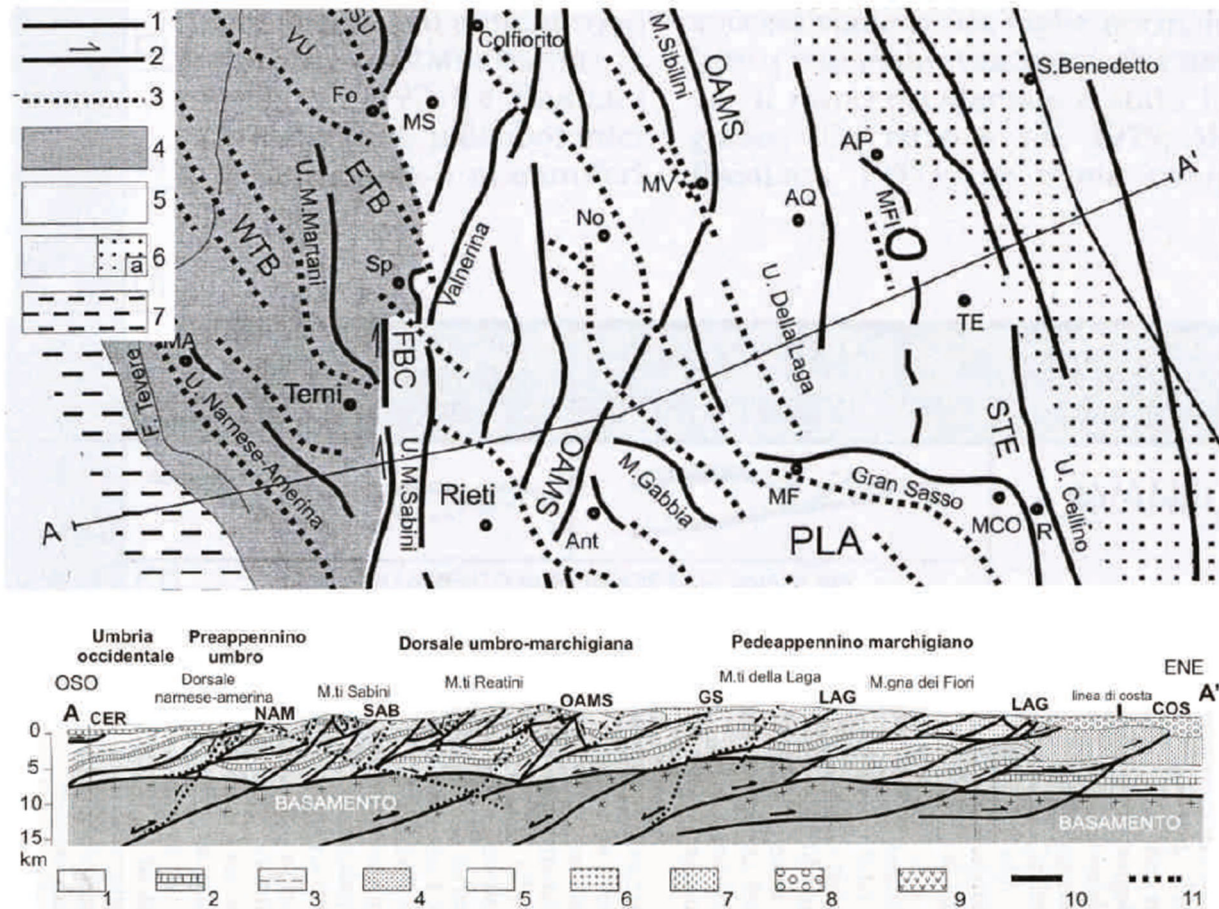 1
2
3
4
5
6
a
7
VU
Fo
MS
Colfiorito
M.Sibillini
OAMS
S.Benedetto
A'
AP
MFI
AQ
MV
No
ETB
U.M.Martani
WTB
Sp
Valnerina
U. Della Laga
TE
MA
F. Tevere
U. Narnese-Amerina
Terni
FBC
U.M.Sabini
Rieti
OAMS
Ant
M.Gabbia
MF
Gran Sasso
PLA
MCO
R
STE
U. Cellino
A
Umbria occidentale
Preappennino umbro
Dorsale umbro-marchigiana
Pedeappennino marchigiano
OSO
Dorsale narnese-amerina
M.ti Sabini
M.ti Reatini
M.ti della Laga
M.gna dei Fiori
linea di costa
ENE
A
A'
CER
NAM
SAB
OAMS
GS
LAG
LAG
COS
0
5
10
15
km
BASAMENTO
BASAMENTO
1 2 3 4 5 6 7 8 9 10 11